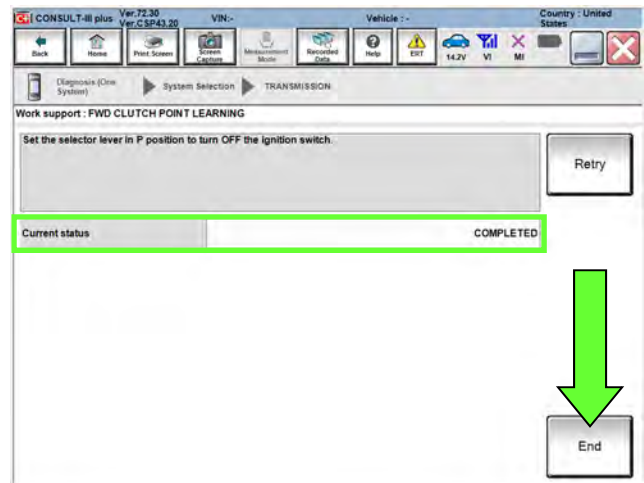 CONSULT-III plus Ver.72.30 Ver.CSP43.20 VIN:- Vehicle : - Country : United States
Back Home Print Screen Screen Capture Measurement Mode Recorded Data Help ERT 14.2V VI MI
Diagnosis (One System) System Selection TRANSMISSION
Work support : FWD CLUTCH POINT LEARNING
Set the selector lever in P position to turn OFF the ignition switch.
Retry
Current status COMPLETED
End